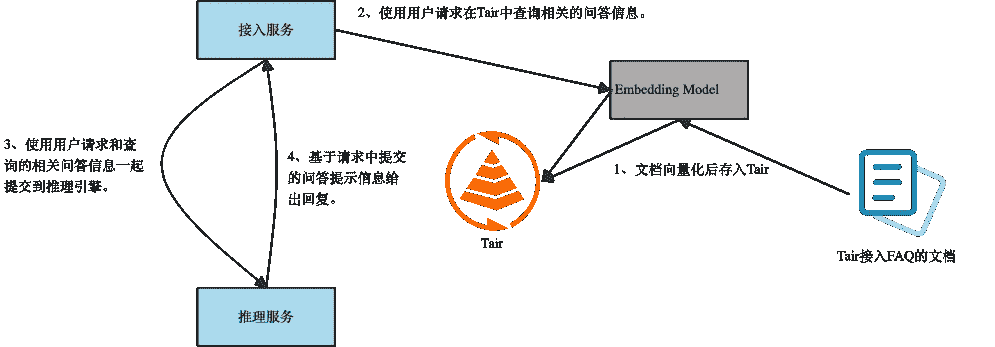 2、使用用户请求在Tair中查询相关的问答信息。
接入服务
Embedding Model
3、使用用户请求和查
询的相关问答信息一起
提交到推理引擎。
4、基于请求中提交
的问答提示信息给
出回复。
1、文档向量化后存入Tair
Tair
Tair接入FAQ的文档
推理服务